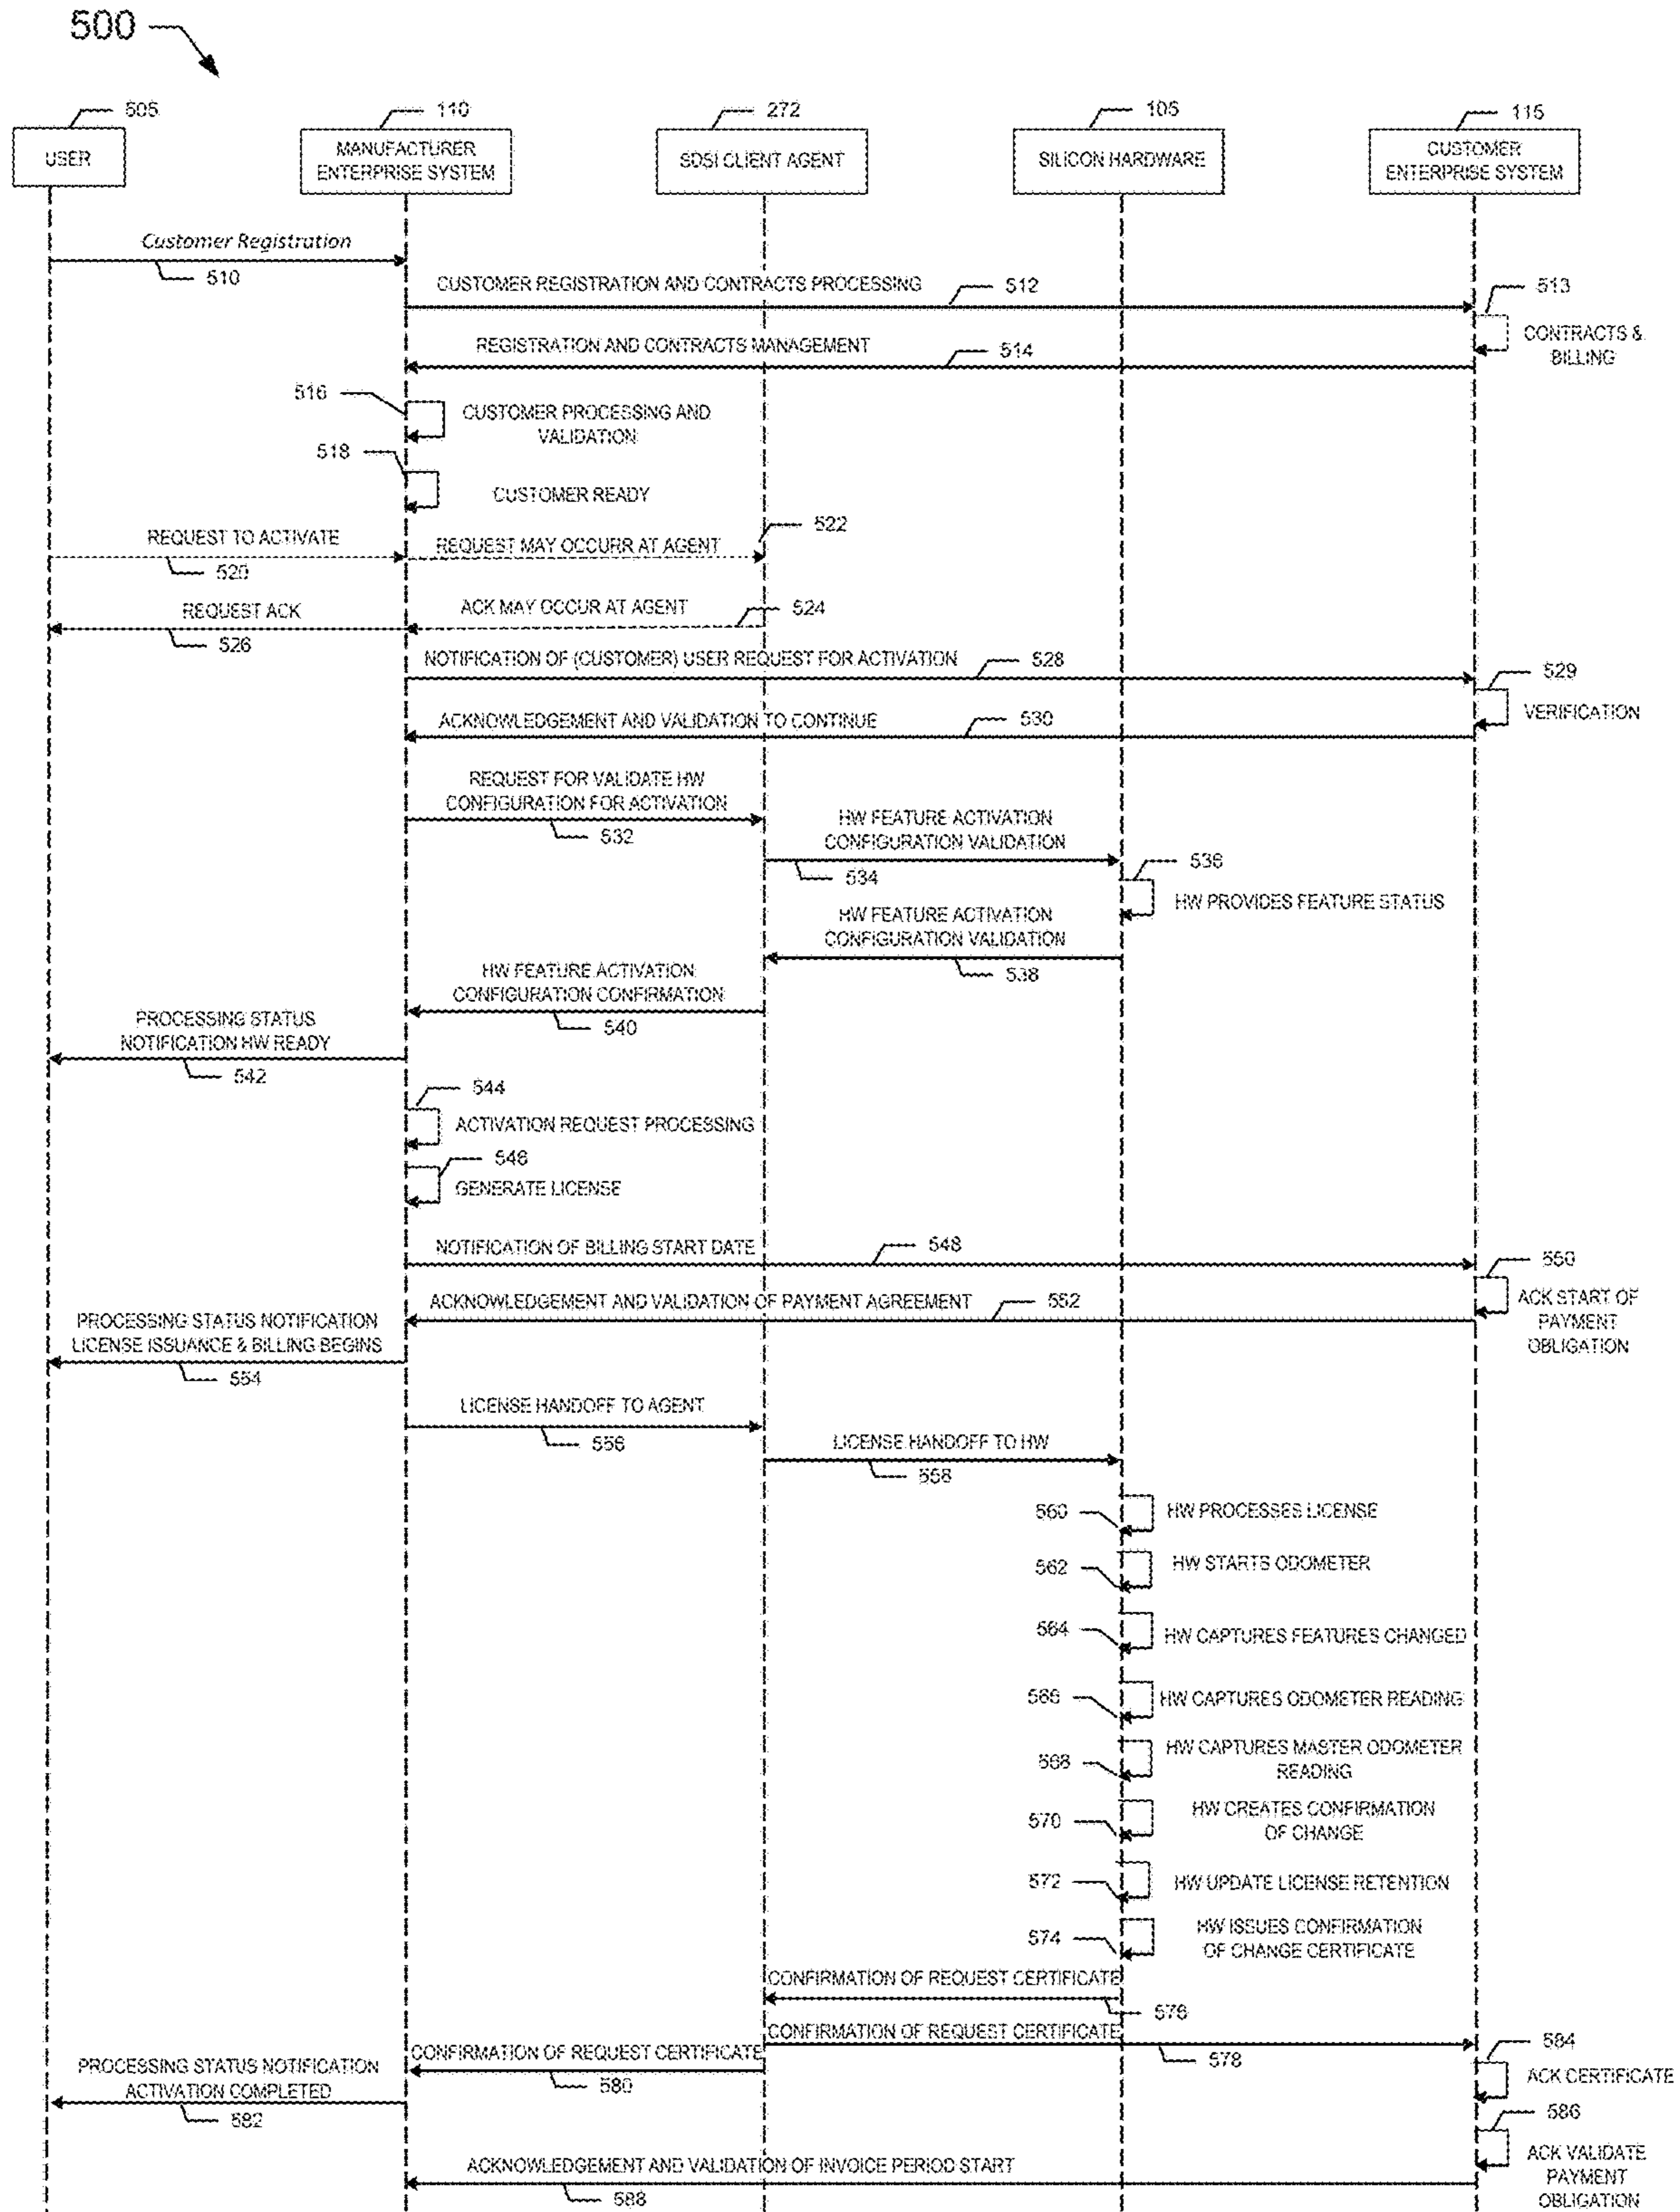 500
505
110
272
105
115
USER
MANUFACTURER
ENTERPRISE SYSTEM
SDSI CLIENT AGENT
SILICON HARDWARE
CUSTOMER
ENTERPRISE SYSTEM
Customer Registration
510
CUSTOMER REGISTRATION AND CONTRACTS PROCESSING
512
513
CONTRACTS &
BILLING
REGISTRATION AND CONTRACTS MANAGEMENT
514
516
CUSTOMER PROCESSING AND
VALIDATION
518
CUSTOMER READY
522
REQUEST TO ACTIVATE
REQUEST MAY OCCURR AT AGENT
520
REQUEST ACK
ACK MAY OCCUR AT AGENT
524
526
NOTIFICATION OF (CUSTOMER) USER REQUEST FOR ACTIVATION
528
529
VERIFICATION
ACKNOWLEDGEMENT AND VALIDATION TO CONTINUE
530
REQUEST FOR VALIDATE HW
CONFIGURATION FOR ACTIVATION
532
HW FEATURE ACTIVATION
CONFIGURATION VALIDATION
534
536
HW PROVIDES FEATURE STATUS
HW FEATURE ACTIVATION
CONFIGURATION VALIDATION
538
HW FEATURE ACTIVATION
CONFIGURATION CONFIRMATION
540
PROCESSING STATUS
NOTIFICATION HW READY
542
544
ACTIVATION REQUEST PROCESSING
546
GENERATE LICENSE
NOTIFICATION OF BILLING START DATE
548
550
ACK START OF
PAYMENT
OBLIGATION
ACKNOWLEDGEMENT AND VALIDATION OF PAYMENT AGREEMENT
552
PROCESSING STATUS NOTIFICATION
LICENSE ISSUANCE & BILLING BEGINS
554
LICENSE HANDOFF TO AGENT
556
LICENSE HANDOFF TO HW
558
560
HW PROCESSES LICENSE
562
HW STARTS ODOMETER
564
HW CAPTURES FEATURES CHANGED
566
HW CAPTURES ODOMETER READING
568
HW CAPTURES MASTER ODOMETER
READING
570
HW CREATES CONFIRMATION
OF CHANGE
572
HW UPDATE LICENSE RETENTION
574
HW ISSUES CONFIRMATION
OF CHANGE CERTIFICATE
CONFIRMATION OF REQUEST CERTIFICATE
576
CONFIRMATION OF REQUEST CERTIFICATE
578
584
ACK CERTIFICATE
CONFIRMATION OF REQUEST CERTIFICATE
580
PROCESSING STATUS NOTIFICATION
ACTIVATION COMPLETED
582
586
ACK VALIDATE
PAYMENT
OBLIGATION
ACKNOWLEDGEMENT AND VALIDATION OF INVOICE PERIOD START
588